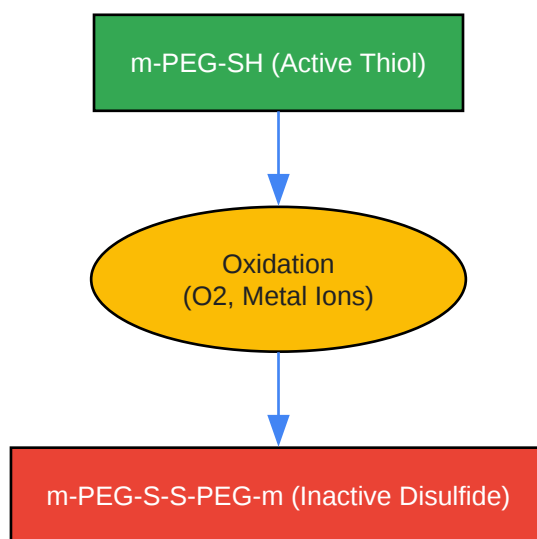 m-PEG-SH (Active Thiol)
Oxidation
(O2, Metal Ions)
m-PEG-S-S-PEG-m (Inactive Disulfide)